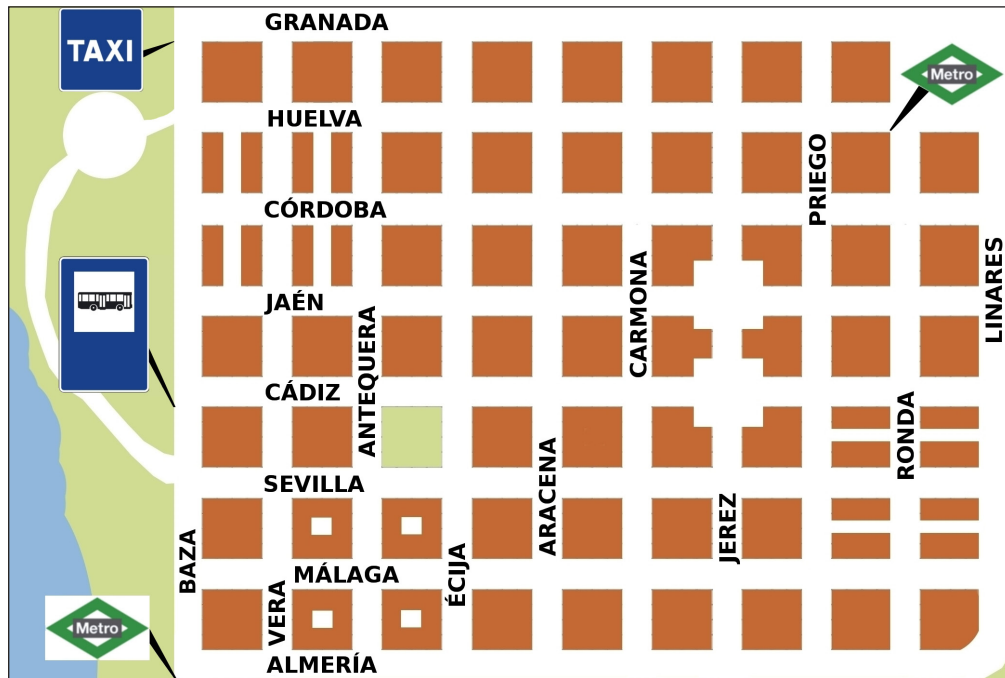 GRANADA
TAXI
Metro
HUELVA
PRIEGO
CÓRDOBA
LINARES
CARMONA
JAÉN
ANTEQUERA
CÁDIZ
RONDA
ARACENA
SEVILLA
JEREZ
BAZA
ÉCIJA
MÁLAGA
VERA
Metro
ALMERÍA